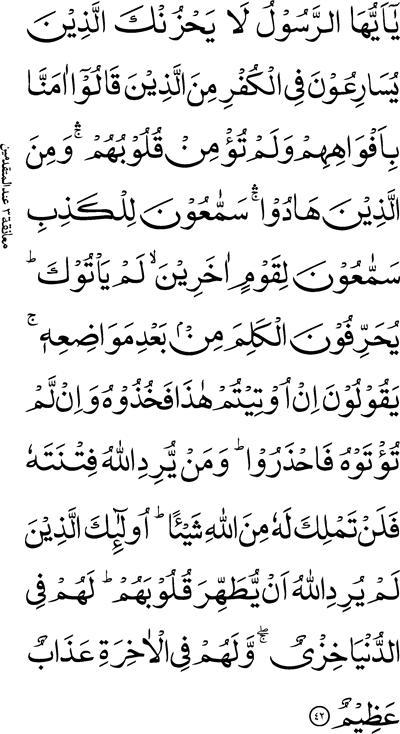 يٰۤاَيُّهَا الرَّسُوْلُ لَا يَحْزُنْكَ الَّذِيْنَ
يُسَارِعُوْنَ فِى الْكُفْرِ مِنَ الَّذِيْنَ قَالُوْۤا اٰمَنَّا
بِاَفْوَاهِهِمْ وَلَمْ تُؤْمِنْ قُلُوْبُهُمْ ۛۚ وَمِنَ
الَّذِيْنَ هَادُوْا ۛۚ سَمّٰعُوْنَ لِلْكَذِبِ
سَمّٰعُوْنَ لِقَوْمٍ اٰخَرِيْنَ ۙ لَمْ يَاْتُوْكَ ؕ
يُحَرِّفُوْنَ الْكَلِمَ مِنْۢ بَعْدِ مَوَاضِعِهٖ ۚ
يَقُوْلُوْنَ اِنْ اُوْتِيْتُمْ هٰذَا فَخُذُوْهُ وَاِنْ لَّمْ
تُؤْتَوْهُ فَاحْذَرُوْا ؕ وَمَنْ يُّرِدِ اللّٰهُ فِتْنَتَهٗ
فَلَنْ تَمْلِكَ لَهٗ مِنَ اللّٰهِ شَيْـًٔا ؕ اُولٰٓٮِٕكَ الَّذِيْنَ
لَمْ يُرِدِ اللّٰهُ اَنْ يُّطَهِّرَ قُلُوْبَهُمْ ؕ لَهُمْ فِى
الدُّنْيَا خِزْىٌ ۖۚ وَّلَهُمْ فِى الْاٰخِرَةِ عَذَابٌ
عَظِيْمٌ ۴۲
معانقة ٣ عند المتقدمين